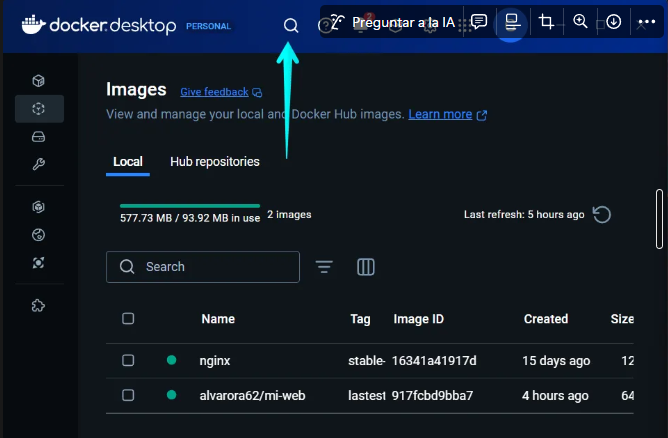 docker.desktop PERSONAL Preguntar a la IA
Images Give feedback
View and manage your local and Docker Hub images. Learn more
Local Hub repositories
577.73 MB / 93.92 MB in use 2 images Last refresh: 5 hours ago
Search
Name Tag Image ID Created Size
nginx stable- 16341a41917d 15 days ago 12
alvarora62/mi-web lastest 917fcbd9bba7 4 hours ago 64